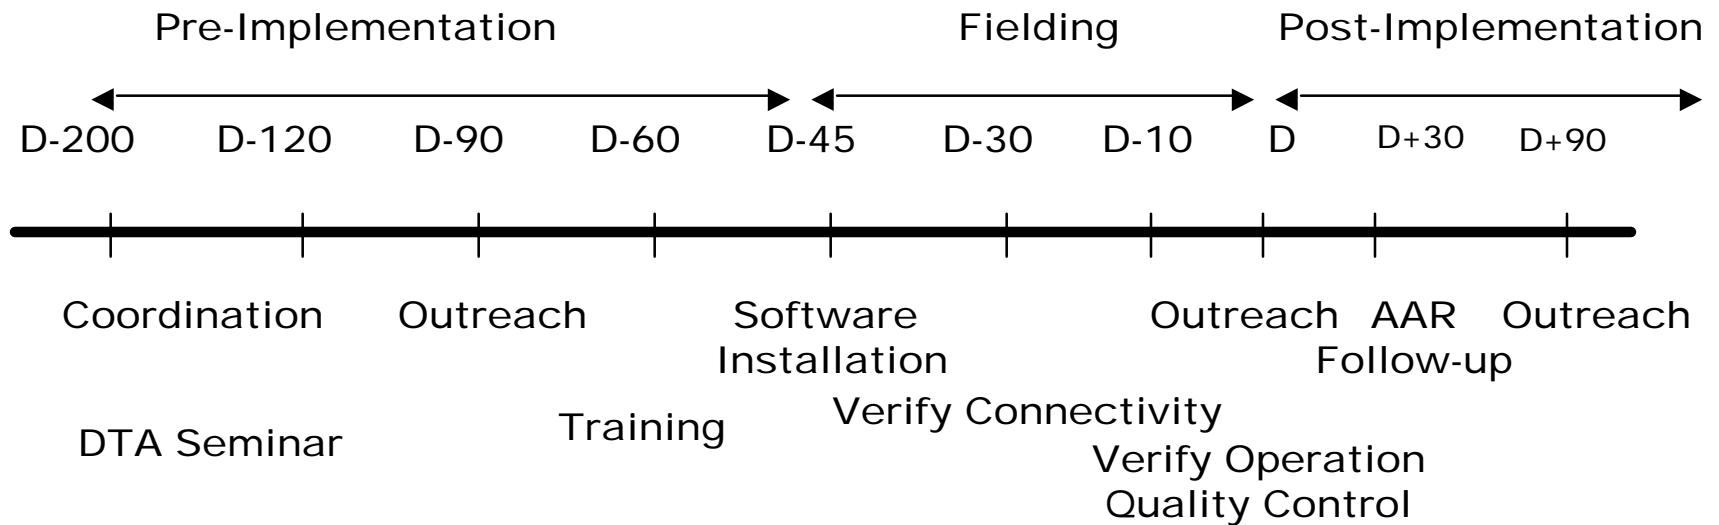 Pre-Implementation Fielding Post-Implementation
D-200 D-120 D-90 D-60 D-45 D-30 D-10 D D+30 D+90
Coordination Outreach Software Outreach AAR Outreach
Installation Follow-up
Verify Connectivity
Training
DTA Seminar
Verify Operation
Quality Control